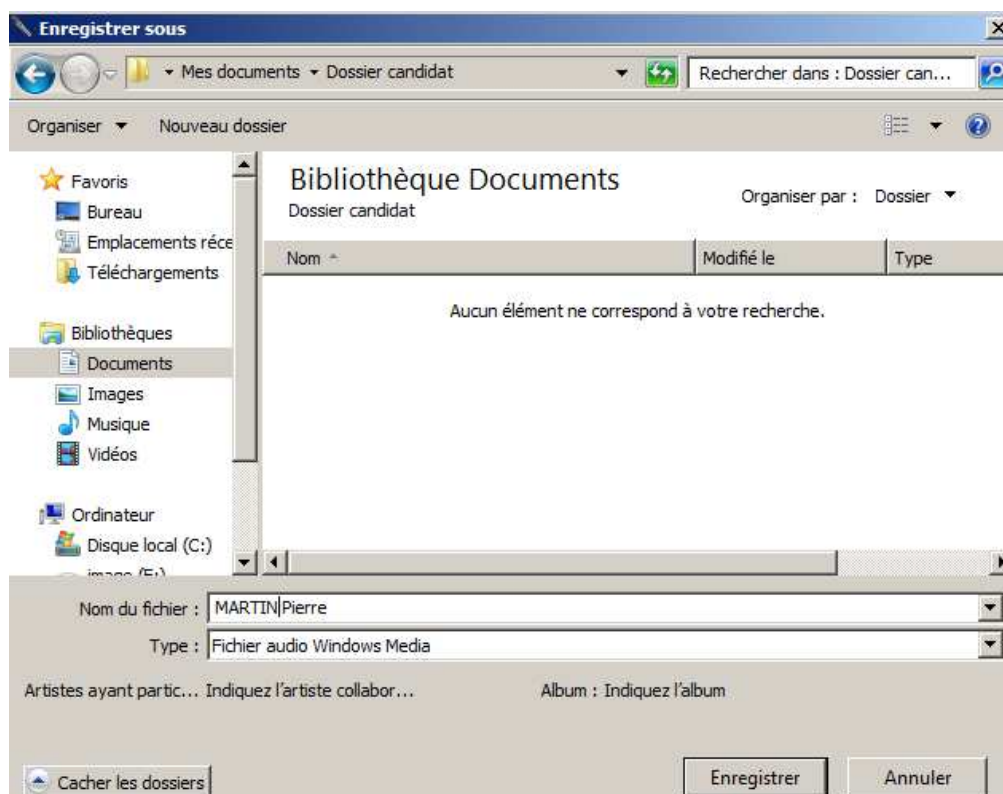 Enregistrer sous
Mes documents Dossier candidat Rechercher dans : Dossier can...
Organiser Nouveau dossier
Favoris
Bureau
Emplacements réce
Téléchargements
Bibliothèques
Documents
Images
Musique
Vidéos
Ordinateur
Disque local (C:)
Bibliothèque Documents
Dossier candidat
Organiser par : Dossier
Nom Modifié le Type
Aucun élément ne correspond à votre recherche.
Nom du fichier : MARTIN Pierre
Type : Fichier audio Windows Media
Artistes ayant partic... Indiquez l'artiste collabor... Album : Indiquez l'album
Cacher les dossiers Enregistrer Annuler